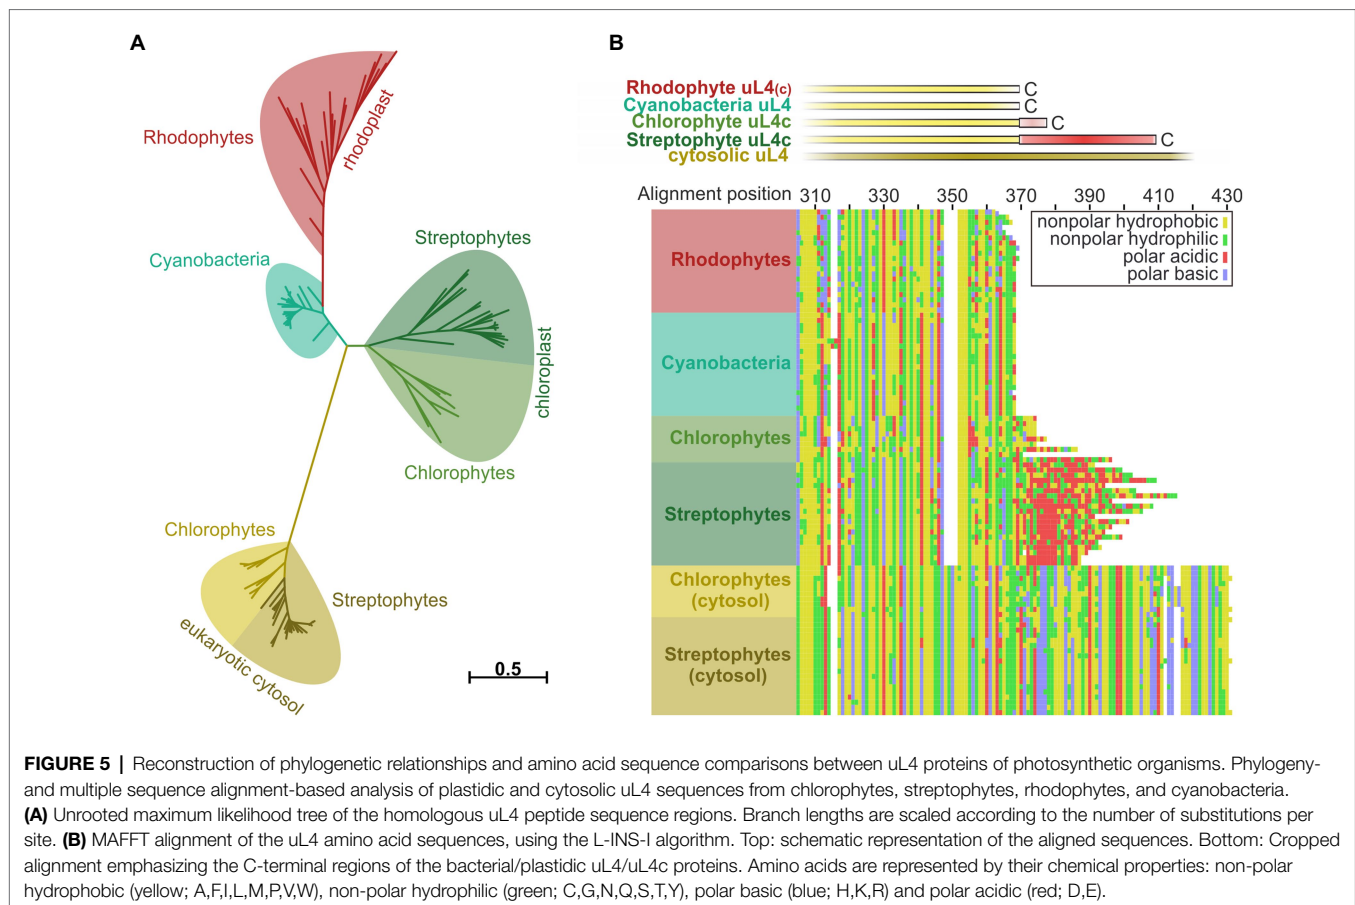 A
Rhodophytes
rhodoplast
Cyanobacteria
Streptophytes
chloroplast
Chlorophytes
Chlorophytes
Streptophytes
eukaryotic cytosol
0.5
B
Rhodophyte uL4(c) C
Cyanobacteria uL4 C
Chlorophyte uL4c C
Streptophyte uL4c C
cytosolic uL4
Alignment position 310 330 350 370 390 410 430
nonpolar hydrophobic
nonpolar hydrophilic
polar acidic
polar basic
Rhodophytes
Cyanobacteria
Chlorophytes
Streptophytes
Chlorophytes
(cytosol)
Streptophytes
(cytosol)
FIGURE 5 | Reconstruction of phylogenetic relationships and amino acid sequence comparisons between uL4 proteins of photosynthetic organisms. Phylogeny-
and multiple sequence alignment-based analysis of plastidic and cytosolic uL4 sequences from chlorophytes, streptophytes, rhodophytes, and cyanobacteria.
(A) Unrooted maximum likelihood tree of the homologous uL4 peptide sequence regions. Branch lengths are scaled according to the number of substitutions per
site. (B) MAFFT alignment of the uL4 amino acid sequences, using the L-INS-I algorithm. Top: schematic representation of the aligned sequences. Bottom: Cropped
alignment emphasizing the C-terminal regions of the bacterial/plastidic uL4/uL4c proteins. Amino acids are represented by their chemical properties: non-polar
hydrophobic (yellow; A,F,I,L,M,P,V,W), non-polar hydrophilic (green; C,G,N,Q,S,T,Y), polar basic (blue; H,K,R) and polar acidic (red; D,E).